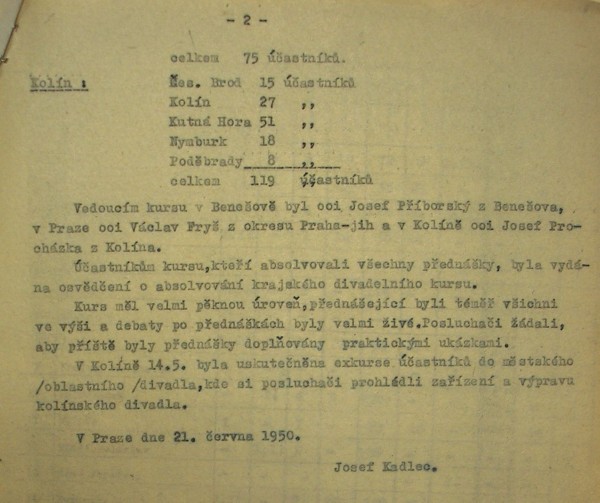 - 2 -
celkem 75 účastníků.
Kolín : Čes. Brod 15 účastníků
Kolín 27 ,,
Kutná Hora 51 ,,
Nymburk 18 ,,
Poděbrady 8 ,,
celkem 119 účastníků
Vedoucím kursu v Benešově byl ooi Josef Příborský z Benešova,
v Praze ooi Václav Fryš z okresu Praha-jih a v Kolíně ooi Josef Pro-
cházka z Kolína.
Účastníkům kursu,kteří absolvovali všechny přednášky, byla vydá-
na osvědčení o absolvování krajského divadelního kursu.
Kurs měl velmi pěknou úroveň,přednášející byli téměř všichni
ve výši a debaty po přednáškách byly velmi živé.Posluchači žádali,
aby příště byly přednášky doplňovány praktickými ukázkami.
V Kolíně 14.5. byla uskutečněna exkurse účastníků do městského
/oblastního /divadla,kde si posluchači prohlédli zařízení a výpravu
kolínského divadla.
V Praze dne 21. června 1950.
Josef Kadlec.